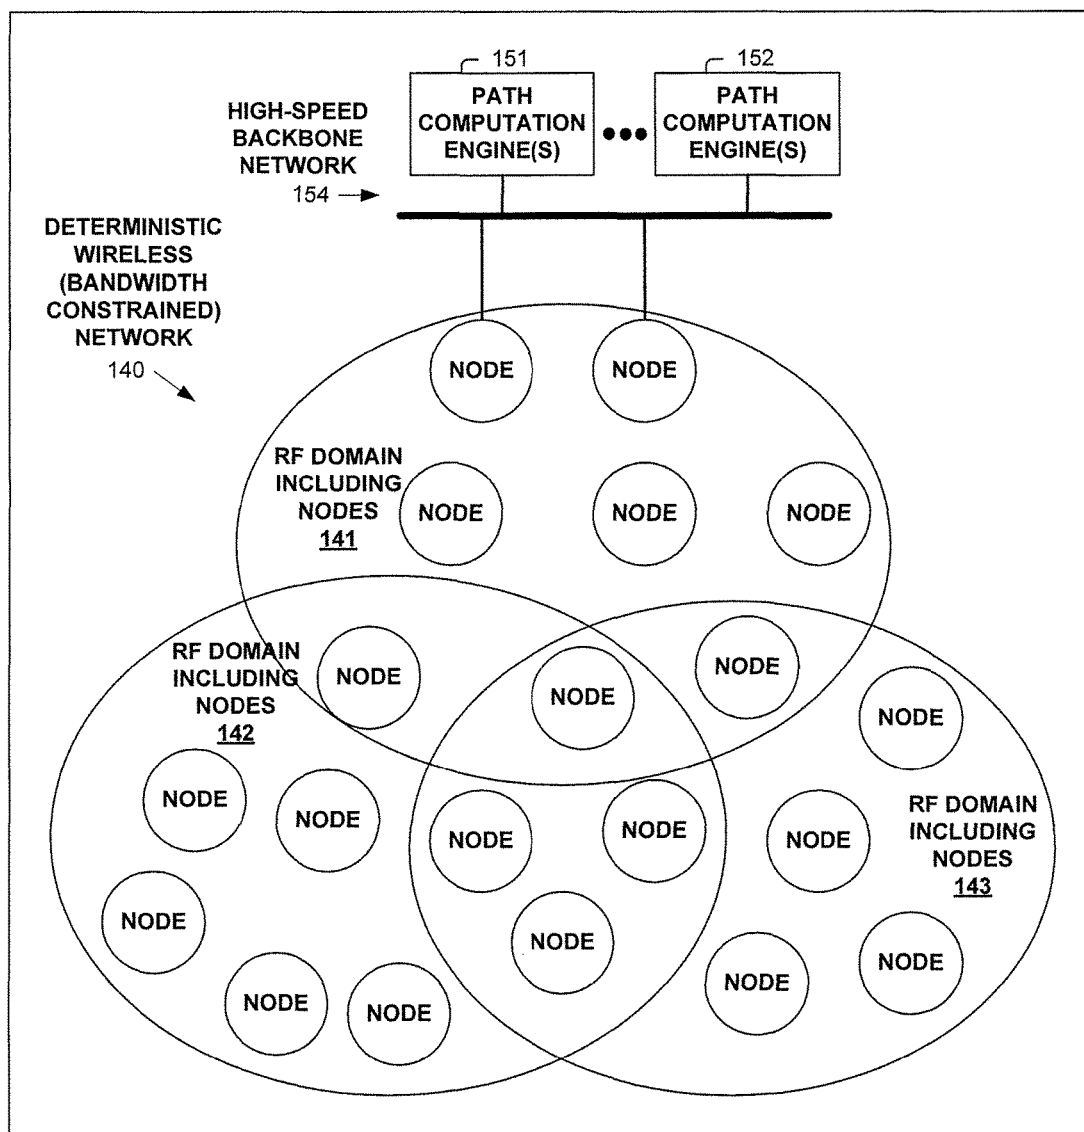 151
152
PATH
COMPUTATION
ENGINE(S)
PATH
COMPUTATION
ENGINE(S)
HIGH-SPEED
BACKBONE
NETWORK
154
DETERMINISTIC
WIRELESS
(BANDWIDTH
CONSTRAINED)
NETWORK
140
NODE
NODE
RF DOMAIN
INCLUDING
NODES
141
NODE
NODE
NODE
RF DOMAIN
INCLUDING
NODES
142
NODE
NODE
NODE
NODE
NODE
NODE
NODE
NODE
NODE
RF DOMAIN
INCLUDING
NODES
143
NODE
NODE
NODE
NODE
NODE
NODE
NODE